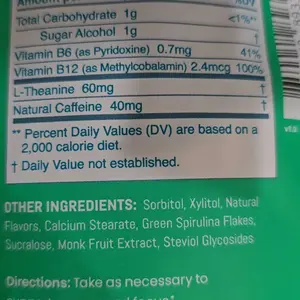 Total Carbohydrate 1g <1%**
Sugar Alcohol 1g †
Vitamin B6 (as Pyridoxine) 0.7mg 41%
Vitamin B12 (as Methylcobalamin) 2.4mcg 100%
L-Theanine 60mg †
Natural Caffeine 40mg †
** Percent Daily Values (DV) are based on a
2,000 calorie diet.
† Daily Value not established.
OTHER INGREDIENTS: Sorbitol, Xylitol, Natural
Flavors, Calcium Stearate, Green Spirulina Flakes,
Sucralose, Monk Fruit Extract, Steviol Glycosides
Directions: Take as necessary to